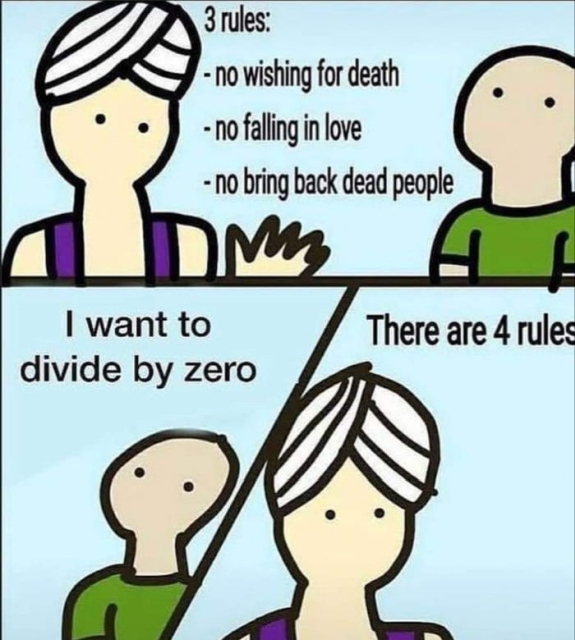 3 rules:
- no wishing for death
- no falling in love
- no bring back dead people
I want to
divide by zero
There are 4 rules